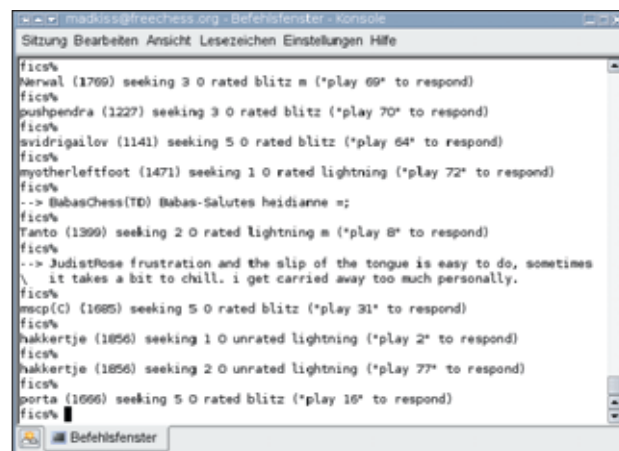 madkiss@freechess.org - Befehlsfenster - Konsole
Sitzung Bearbeiten Ansicht Lesezeichen Einstellungen Hilfe
fics%
Nerwal (1769) seeking 3 0 rated blitz m ("play 69" to respond)
fics%
pushpendra (1227) seeking 3 0 rated blitz ("play 70" to respond)
fics%
svidrigailov (1141) seeking 5 0 rated blitz ("play 64" to respond)
fics%
myotherleftfoot (1471) seeking 1 0 rated lightning ("play 72" to respond)
fics%
--> BabasChess(TD) Babas-Salutes heidianne =;
fics%
Tanto (1399) seeking 2 0 rated lightning m ("play 8" to respond)
fics%
--> JudistRose frustration and the slip of the tongue is easy to do, sometimes
\ it takes a bit to chill. i get carried away too much personally.
fics%
mscp(C) (1685) seeking 5 0 rated blitz ("play 31" to respond)
fics%
hakkertje (1856) seeking 1 0 unrated lightning ("play 2" to respond)
fics%
hakkertje (1856) seeking 2 0 unrated lightning ("play 77" to respond)
fics%
porta (1666) seeking 5 0 rated blitz ("play 16" to respond)
fics%
Befehlsfenster